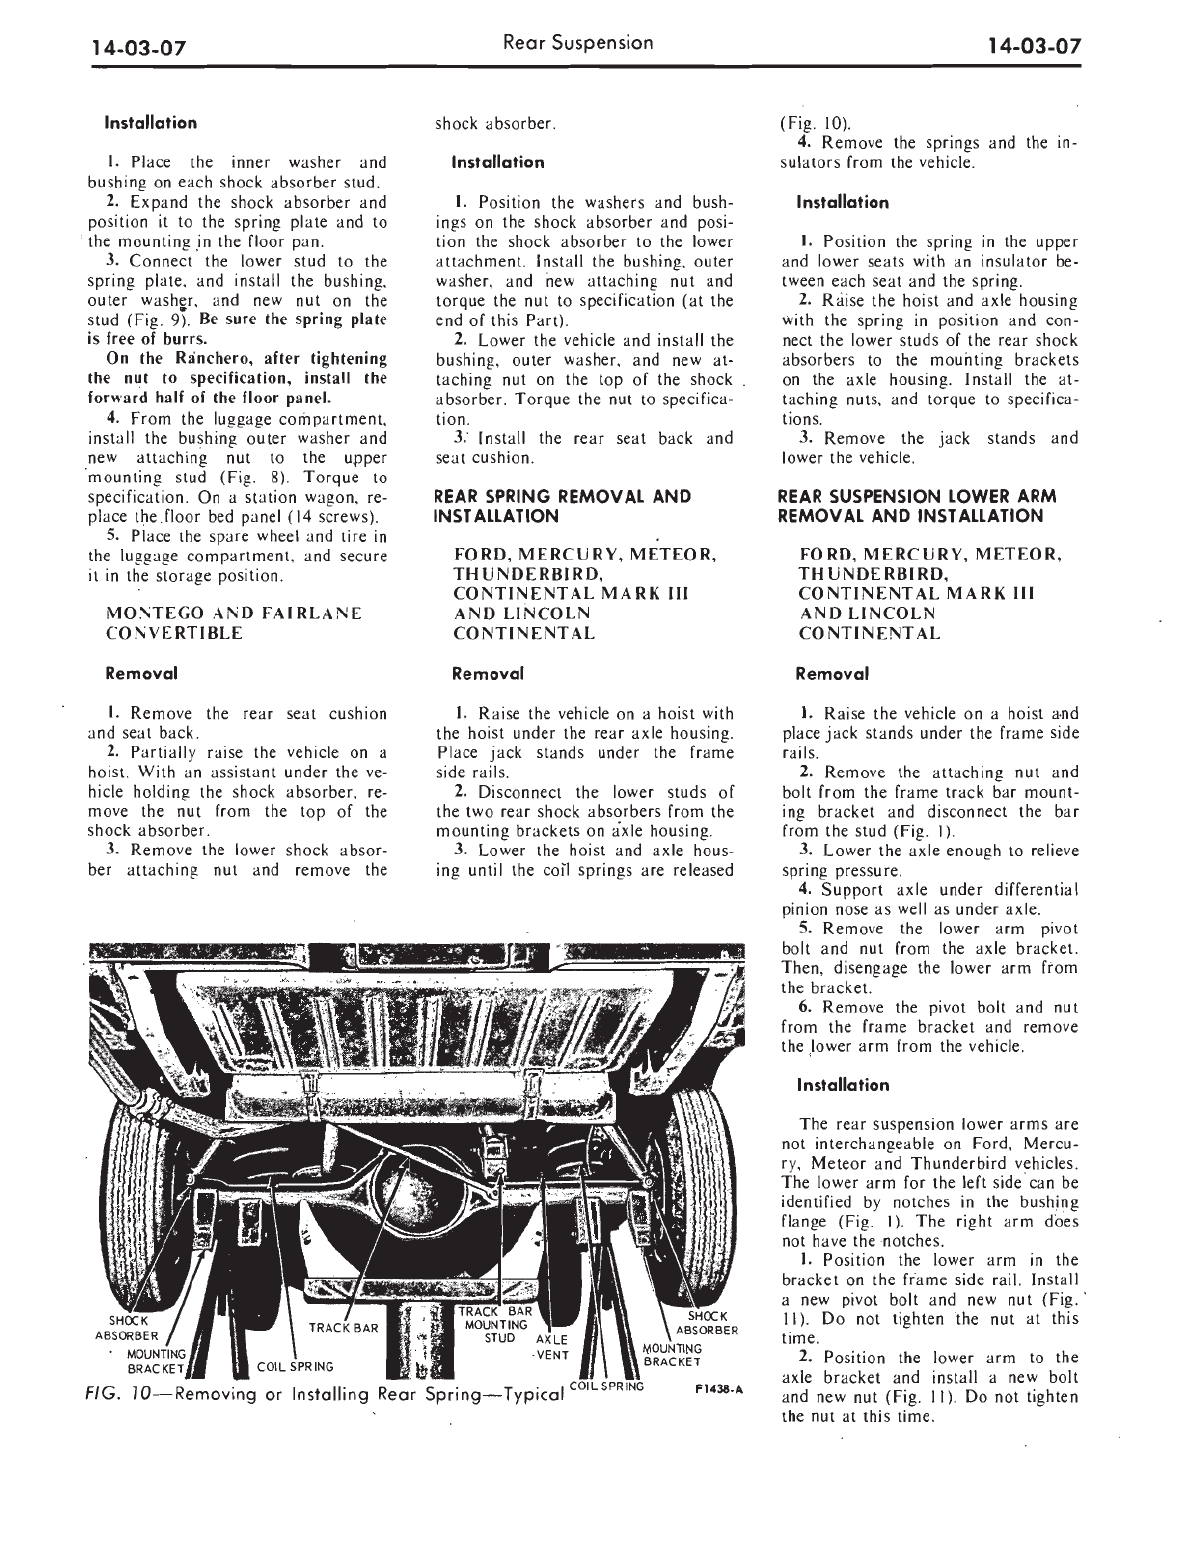 14-03-07
Rear Suspension
14-03-07
Installation
1. Place the inner washer and
bushing on each shock absorber stud.
2. Expand the shock absorber and
position it to the spring plate and to
the mounting in the floor pan.
3. Connect the lower stud to the
spring plate, and install the bushing,
outer washer, and new nut on the
stud (Fig. 9). Be sure the spring plate
is free of burrs.
On the Ranchero, after tightening
the nut to specification, install the
forward half of the floor panel.
4. From the luggage compartment,
install the bushing outer washer and
new attaching nut to the upper
mounting stud (Fig. 8). Torque to
specification. On a station wagon, re-
place the floor bed panel (14 screws).
5. Place the spare wheel and tire in
the luggage compartment, and secure
it in the storage position.
MONTEGO AND FAIRLANE
CONVERTIBLE
Removal
1. Remove the rear seat cushion
and seat back.
2. Partially raise the vehicle on a
hoist. With an assistant under the ve-
hicle holding the shock absorber, re-
move the nut from the top of the
shock absorber.
3. Remove the lower shock absor-
ber attaching nut and remove the
shock absorber.
Installation
1. Position the washers and bush-
ings on the shock absorber and posi-
tion the shock absorber to the lower
attachment. Install the bushing, outer
washer, and new attaching nut and
torque the nut to specification (at the
end of this Part).
2. Lower the vehicle and install the
bushing, outer washer, and new at-
taching nut on the top of the shock
absorber. Torque the nut to specifica-
tion.
3. Install the rear seat back and
seat cushion.
REAR SPRING REMOVAL AND
INSTALLATION
FORD, MERCURY, METEOR,
THUNDERBIRD,
CONTINENTAL MARK III
AND LINCOLN
CONTINENTAL
Removal
1. Raise the vehicle on a hoist with
the hoist under the rear axle housing.
Place jack stands under the frame
side rails.
2. Disconnect the lower studs of
the two rear shock absorbers from the
mounting brackets on axle housing.
3. Lower the hoist and axle hous-
ing until the coil springs are released
(Fig. 10).
4. Remove the springs and the in-
sulators from the vehicle.
Installation
1. Position the spring in the upper
and lower seats with an insulator be-
tween each seat and the spring.
2. Raise the hoist and axle housing
with the spring in position and con-
nect the lower studs of the rear shock
absorbers to the mounting brackets
on the axle housing. Install the at-
taching nuts, and torque to specifica-
tions.
3. Remove the jack stands and
lower the vehicle.
REAR SUSPENSION LOWER ARM
REMOVAL AND INSTALLATION
FORD, MERCURY, METEOR,
THUNDERBIRD,
CONTINENTAL MARK III
AND LINCOLN
CONTINENTAL
Removal
1. Raise the vehicle on a hoist and
place jack stands under the frame side
rails.
2. Remove the attaching nut and
bolt from the frame track bar mount-
ing bracket and disconnect the bar
from the stud (Fig. 1).
3. Lower the axle enough to relieve
spring pressure.
4. Support axle under differential
pinion nose as well as under axle.
5. Remove the lower arm pivot
bolt and nut from the axle bracket.
Then, disengage the lower arm from
the bracket.
6. Remove the pivot bolt and nut
from the frame bracket and remove
the lower arm from the vehicle.
Installation
The rear suspension lower arms are
not interchangeable on Ford, Mercu-
ry, Meteor and Thunderbird vehicles.
The lower arm for the left side can be
identified by notches in the bushing
flange (Fig. 1). The right arm does
not have the notches.
1. Position the lower arm in the
bracket on the frame side rail. Install
a new pivot bolt and new nut (Fig.
11). Do not tighten the nut at this
time.
2. Position the lower arm to the
axle bracket and install a new bolt
and new nut (Fig. 11). Do not tighten
the nut at this time.
SHOCK
ABSORBER
MOUNTING
BRACKET
COIL SPRING
TRACK BAR
TRACK BAR
MOUNTING
STUD
AXLE
VENT
COIL SPRING
MOUNTING
BRACKET
SHOCK
ABSORBER
FIG. 10—Removing or Installing Rear Spring—Typical
F1438-A